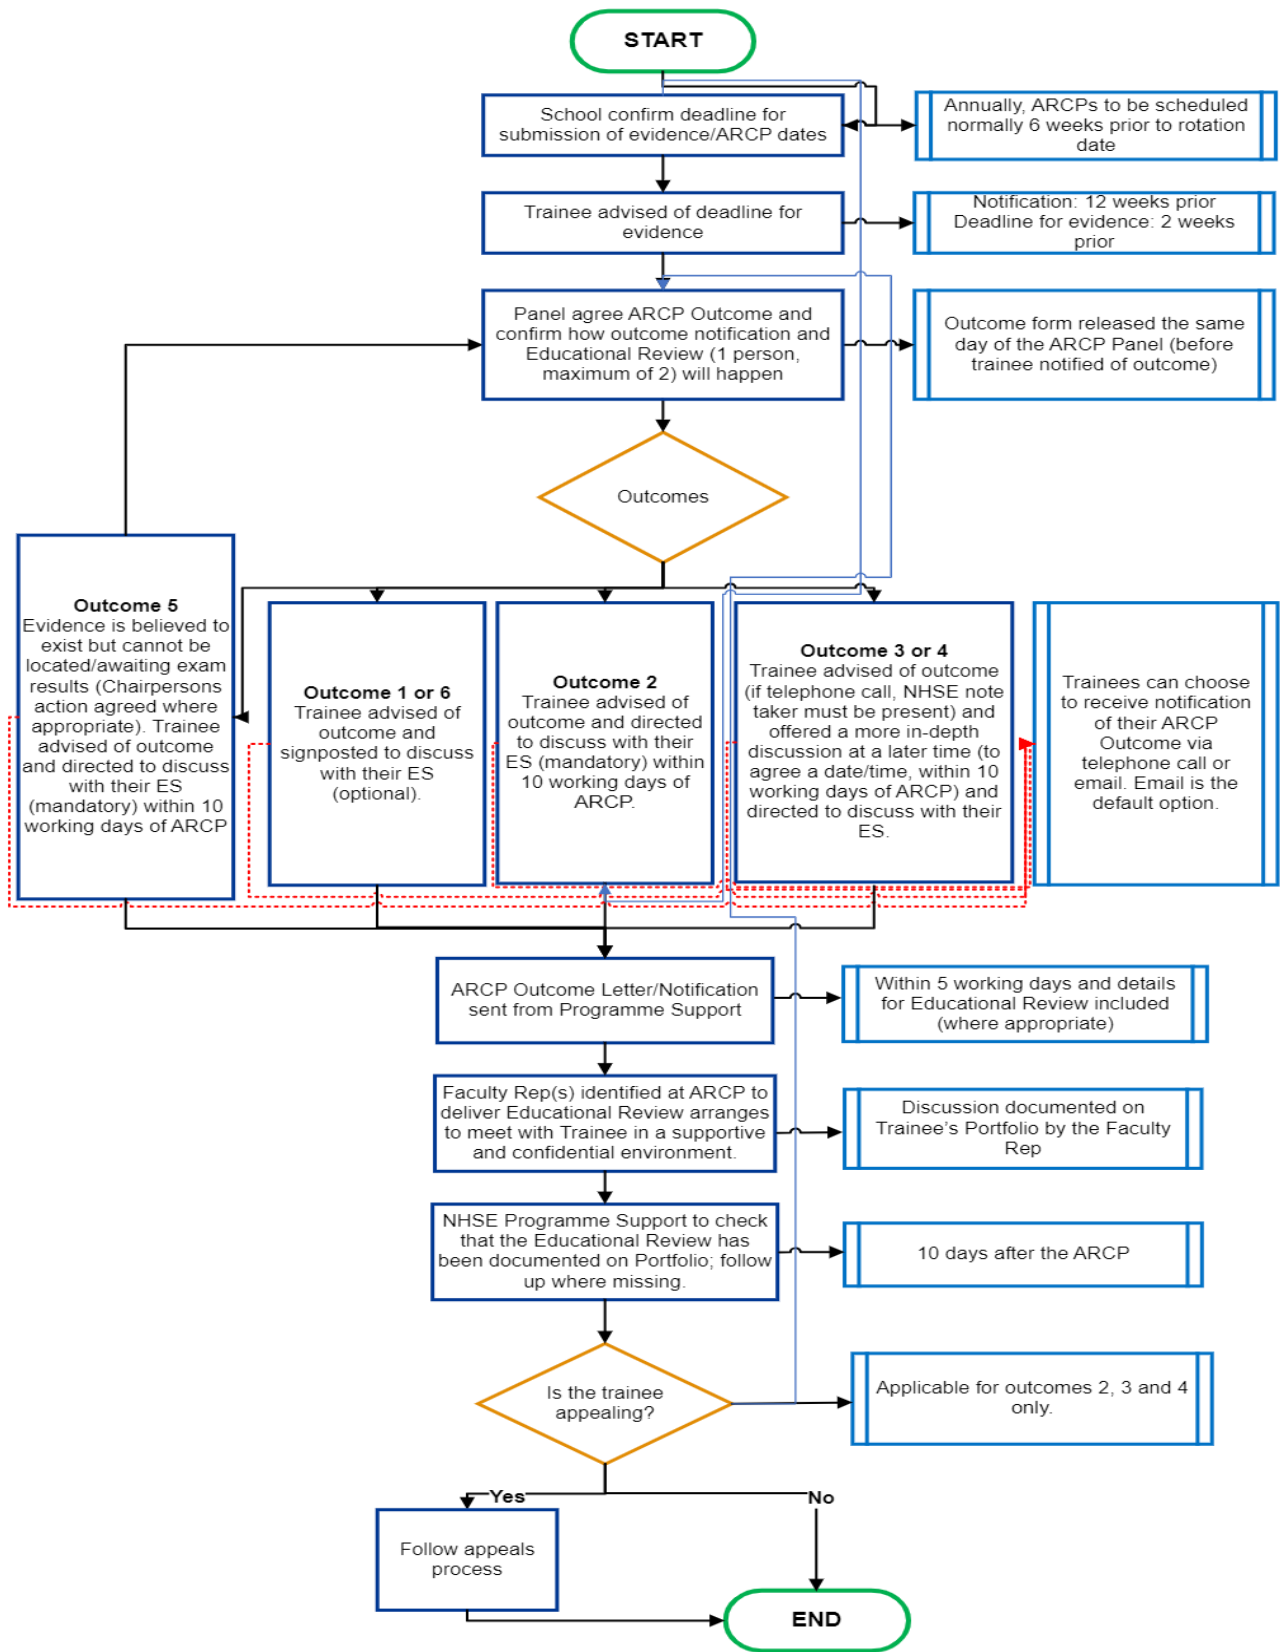 START
School confirm deadline for
submission of evidence/ARCP dates
Annually, ARCPs to be scheduled
normally 6 weeks prior to rotation
date
Trainee advised of deadline for
evidence
Notification: 12 weeks prior
Deadline for evidence: 2 weeks
prior
Panel agree ARCP Outcome and
confirm how outcome notification and
Educational Review (1 person,
maximum of 2) will happen
Outcome form released the same
day of the ARCP Panel (before
trainee notified of outcome)
Outcomes
Outcome 5
Evidence is believed to
exist but cannot be
located/awaiting exam
results (Chairpersons
action agreed where
appropriate). Trainee
advised of outcome
and directed to discuss
with their ES
(mandatory) within 10
working days of ARCP
Outcome 1 or 6
Trainee advised of
outcome and
signposted to discuss
with their ES
(optional).
Outcome 2
Trainee advised of
outcome and directed
to discuss with their
ES (mandatory) within
10 working days of
ARCP.
Outcome 3 or 4
Trainee advised of outcome
(if telephone call, NHSE note
taker must be present) and
offered a more in-depth
discussion at a later time (to
agree a date/time, within 10
working days of ARCP) and
directed to discuss with their
ES.
Trainees can choose
to receive notification
of their ARCP
Outcome via
telephone call or
email. Email is the
default option.
ARCP Outcome Letter/Notification
sent from Programme Support
Within 5 working days and details
for Educational Review included
(where appropriate)
Faculty Rep(s) identified at ARCP to
deliver Educational Review arranges
to meet with Trainee in a supportive
and confidential environment.
Discussion documented on
Trainee's Portfolio by the Faculty
Rep
NHSE Programme Support to check
that the Educational Review has
been documented on Portfolio; follow
up where missing.
10 days after the ARCP
Is the trainee
appealing?
Applicable for outcomes 2, 3 and 4
only.
Yes
No
Follow appeals
process
END